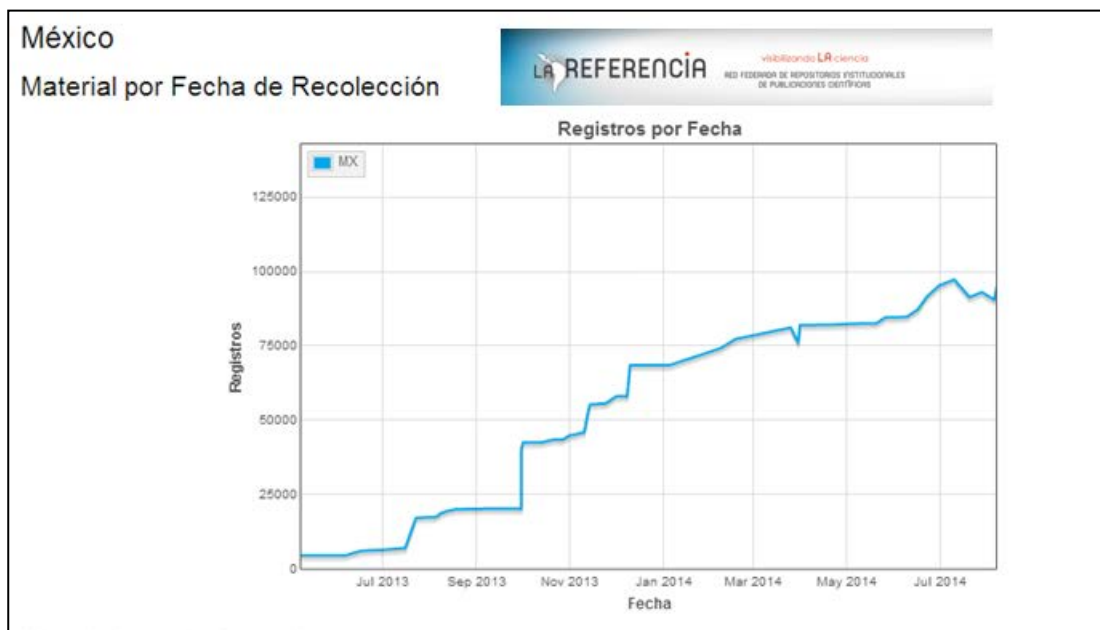 México
Material por Fecha de Recolección
LA REFERENCIA
visibilizando LA ciencia
RED FEDERADA DE REPOSITORIOS INSTITUCIONALES
DE PUBLICACIONES CIENTÍFICAS
Registros por Fecha
MX
125000
100000
75000
50000
25000
0
Registros
Jul 2013 Sep 2013 Nov 2013 Jan 2014 Mar 2014 May 2014 Jul 2014
Fecha